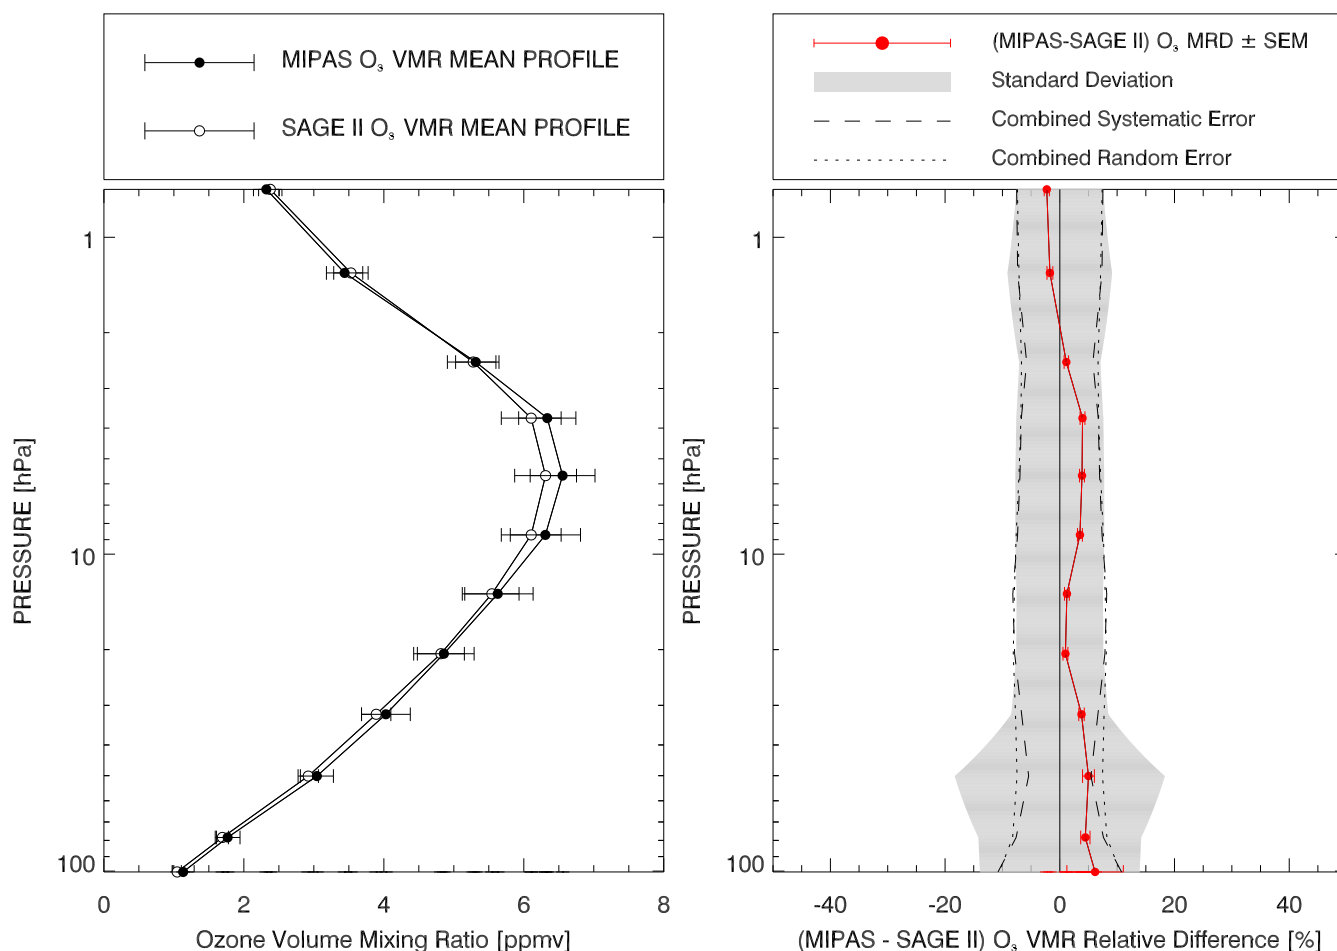 MIPAS O₃ VMR MEAN PROFILE
SAGE II O₃ VMR MEAN PROFILE
PRESSURE [hPa]
1
10
100
0 2 4 6 8
Ozone Volume Mixing Ratio [ppmv]
(MIPAS-SAGE II) O₃ MRD ± SEM
Standard Deviation
Combined Systematic Error
Combined Random Error
PRESSURE [hPa]
1
10
100
-40 -20 0 20 40
(MIPAS - SAGE II) O₃ VMR Relative Difference [%]